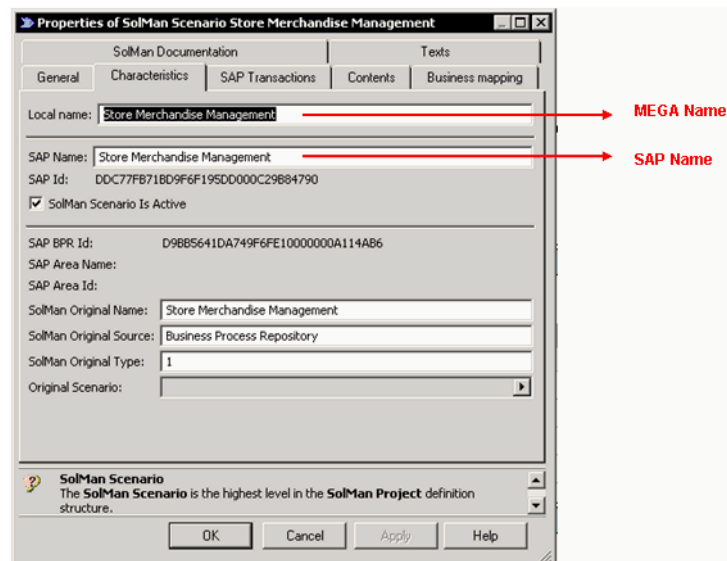 Properties of SolMan Scenario Store Merchandise Management
SolMan Documentation Texts
General Characteristics SAP Transactions Contents Business mapping
Local name: Store Merchandise Management
MEGA Name
SAP Name: Store Merchandise Management
SAP Name
SAP Id: DDC77FB71BD9F6F195DD000C29B84790
SolMan Scenario Is Active
SAP BPR Id: D9BB5641DA749F6FE10000000A114AB6
SAP Area Name:
SAP Area Id:
SolMan Original Name: Store Merchandise Management
SolMan Original Source: Business Process Repository
SolMan Original Type: 1
Original Scenario:
SolMan Scenario
The SolMan Scenario is the highest level in the SolMan Project definition
structure.
OK Cancel Apply Help